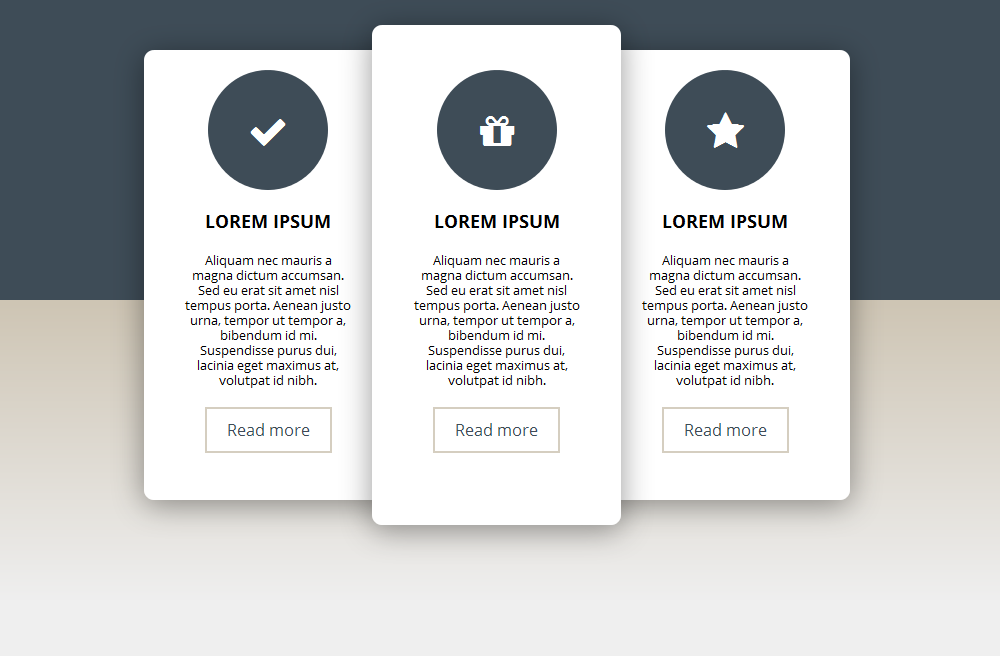 LOREM IPSUM
Aliquam nec mauris a
magna dictum accumsan.
Sed eu erat sit amet nisl
tempus porta. Aenean justo
urna, tempor ut tempor a,
bibendum id mi.
Suspendisse purus dui,
lacinia eget maximus at,
volutpat id nibh.
Read more
LOREM IPSUM
Aliquam nec mauris a
magna dictum accumsan.
Sed eu erat sit amet nisl
tempus porta. Aenean justo
urna, tempor ut tempor a,
bibendum id mi.
Suspendisse purus dui,
lacinia eget maximus at,
volutpat id nibh.
Read more
LOREM IPSUM
Aliquam nec mauris a
magna dictum accumsan.
Sed eu erat sit amet nisl
tempus porta. Aenean justo
urna, tempor ut tempor a,
bibendum id mi.
Suspendisse purus dui,
lacinia eget maximus at,
volutpat id nibh.
Read more